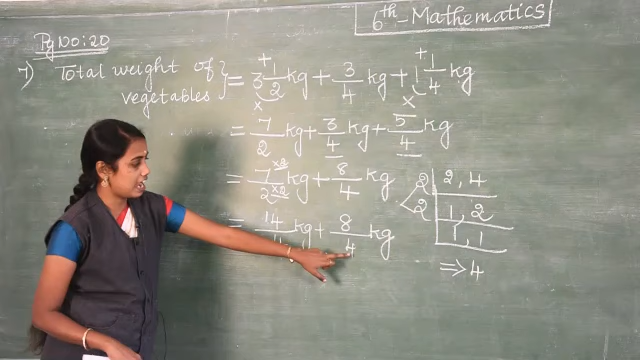 6th - Mathematics
Pg NO: 20
7) Total weight of vegetables } = 3 1/2 kg + 3/4 kg + 1 1/4 kg
= 7/2 kg + 3/4 kg + 5/4 kg
= 7×2/2×2 kg + 8/4 kg
= 14/4 kg + 8/4 kg
2 | 2, 4
2 | 1, 2
1, 1
=> 4